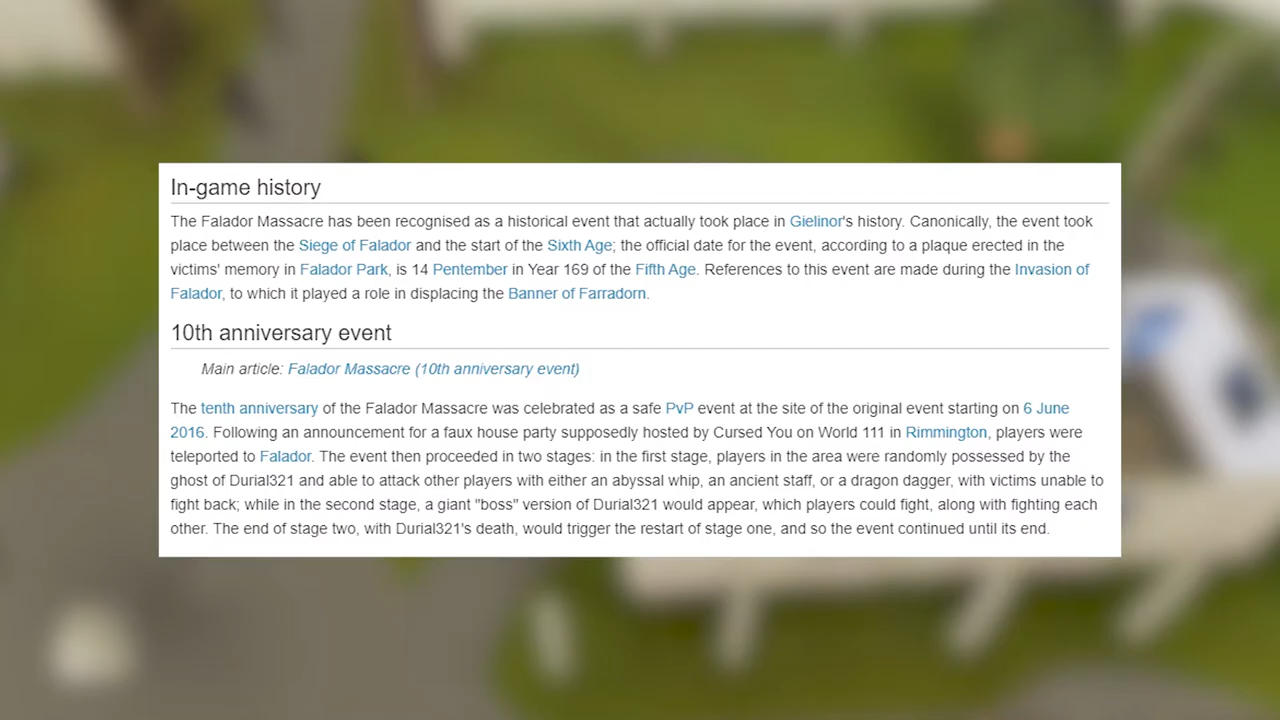 In-game history
The Falador Massacre has been recognised as a historical event that actually took place in Gielinor's history. Canonically, the event took
place between the Siege of Falador and the start of the Sixth Age; the official date for the event, according to a plaque erected in the
victims' memory in Falador Park, is 14 Pentember in Year 169 of the Fifth Age. References to this event are made during the Invasion of
Falador, to which it played a role in displacing the Banner of Farradorn.
10th anniversary event
Main article: Falador Massacre (10th anniversary event)
The tenth anniversary of the Falador Massacre was celebrated as a safe PvP event at the site of the original event starting on 6 June
2016. Following an announcement for a faux house party supposedly hosted by Cursed You on World 111 in Rimmington, players were
teleported to Falador. The event then proceeded in two stages: in the first stage, players in the area were randomly possessed by the
ghost of Durial321 and able to attack other players with either an abyssal whip, an ancient staff, or a dragon dagger, with victims unable to
fight back; while in the second stage, a giant "boss" version of Durial321 would appear, which players could fight, along with fighting each
other. The end of stage two, with Durial321's death, would trigger the restart of stage one, and so the event continued until its end.